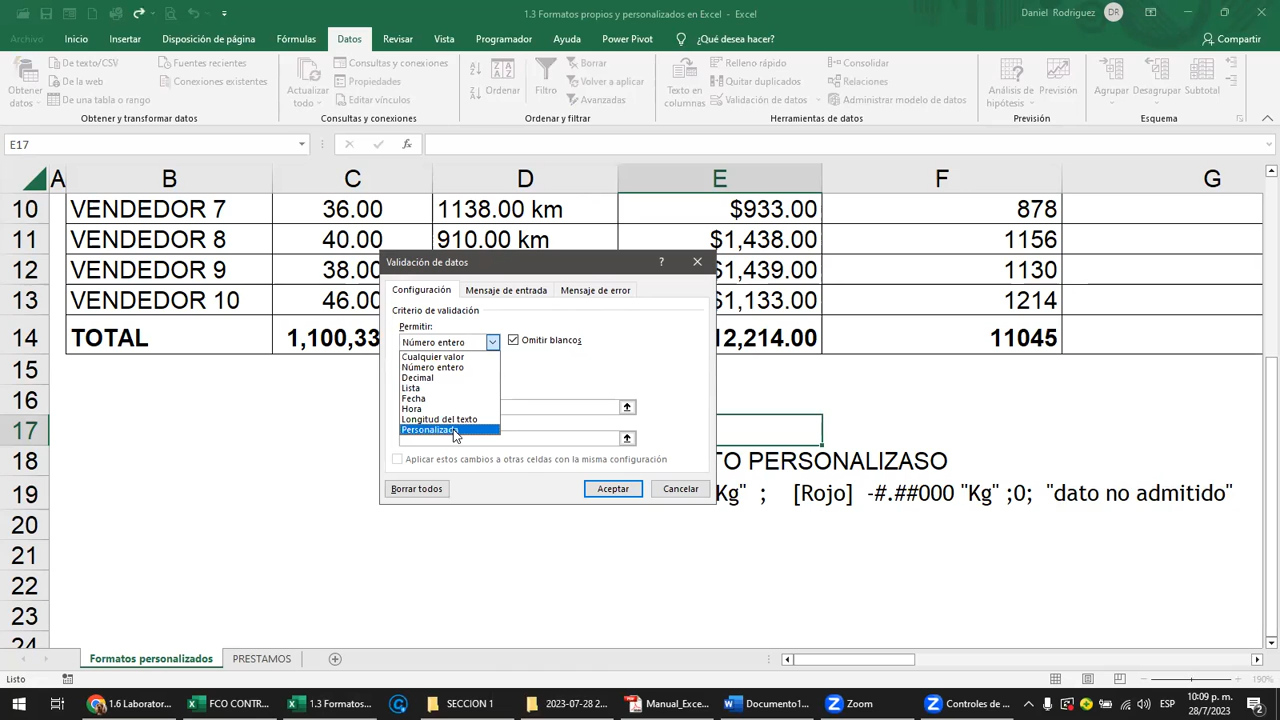 1.3 Formatos propios y personalizados en Excel - Excel
Daniel Rodriguez DR
Archivo Inicio Insertar Disposición de página Fórmulas Datos Revisar Vista Programador Ayuda Power Pivot ¿Qué desea hacer? Compartir
Obtener datos
De texto/CSV
De la web
De una tabla o rango
Fuentes recientes
Conexiones existentes
Obtener y transformar datos
Actualizar todo
Consultas y conexiones
Propiedades
Editar vínculos
Consultas y conexiones
Ordenar
Filtro
Borrar
Volver a aplicar
Avanzadas
Ordenar y filtrar
Texto en columnas
Relleno rápido
Quitar duplicados
Validación de datos
Consolidar
Relaciones
Administrar modelo de datos
Herramientas de datos
Análisis de hipótesis
Previsión
Previsión
Agrupar
Desagrupar
Subtotal
Esquema
E17
A B C D E F G
10 VENDEDOR 7 36.00 1138.00 km $933.00 878
11 VENDEDOR 8 40.00 910.00 km $1,438.00 1156
12 VENDEDOR 9 38.00 $1,439.00 1130
13 VENDEDOR 10 46.00 $1,133.00 1214
14 TOTAL 1,100,33 12,214.00 11045
15
16
17
18 TO PERSONALIZASO
19 Kg" ; [Rojo] -#.##000 "Kg" ;0; "dato no admitido"
20
21
22
23
24
Validación de datos ?
Configuración Mensaje de entrada Mensaje de error
Criterio de validación
Permitir:
Número entero Omitir blancos
Cualquier valor
Número entero
Decimal
Lista
Fecha
Hora
Longitud del texto
Personalizada
Aplicar estos cambios a otras celdas con la misma configuración
Borrar todos Aceptar Cancelar
Formatos personalizados PRESTAMOS
Listo 190%
1.6 Laborator... FCO CONTR... 1.3 Formatos... SECCION 1 2023-07-28 2... Manual_Exce... Documento1... Zoom Controles de ... ESP 10:09 p. m.
28/7/2023